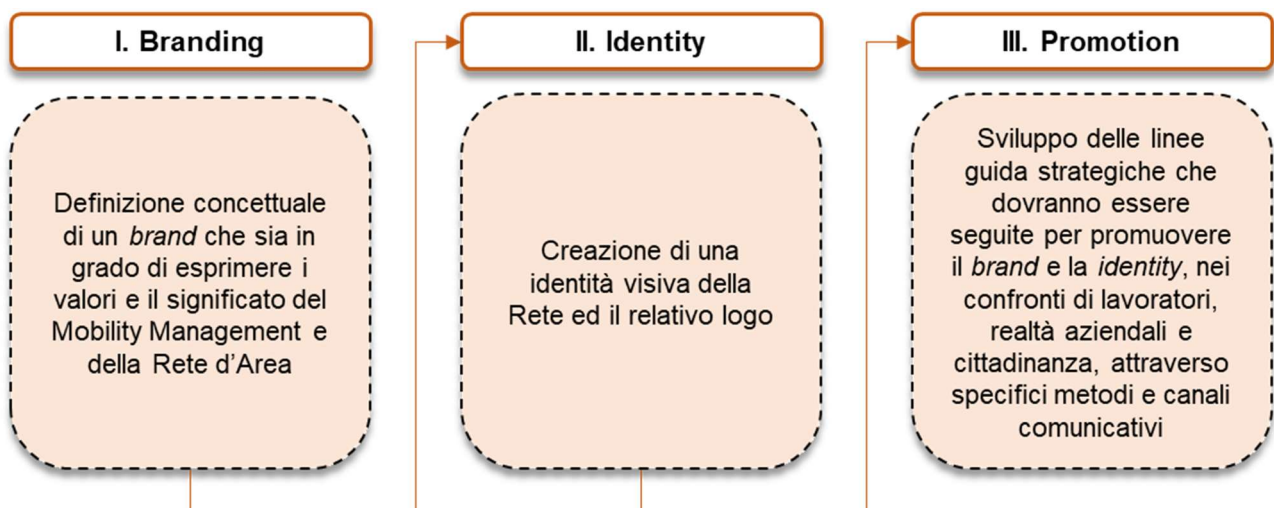 I. Branding
Definizione concettuale
di un brand che sia in
grado di esprimere i
valori e il significato del
Mobility Management e
della Rete d’Area
II. Identity
Creazione di una
identità visiva della
Rete ed il relativo logo
III. Promotion
Sviluppo delle linee
guida strategiche che
dovranno essere
seguite per promuovere
il brand e la identity, nei
confronti di lavoratori,
realtà aziendali e
cittadinanza, attraverso
specifici metodi e canali
comunicativi